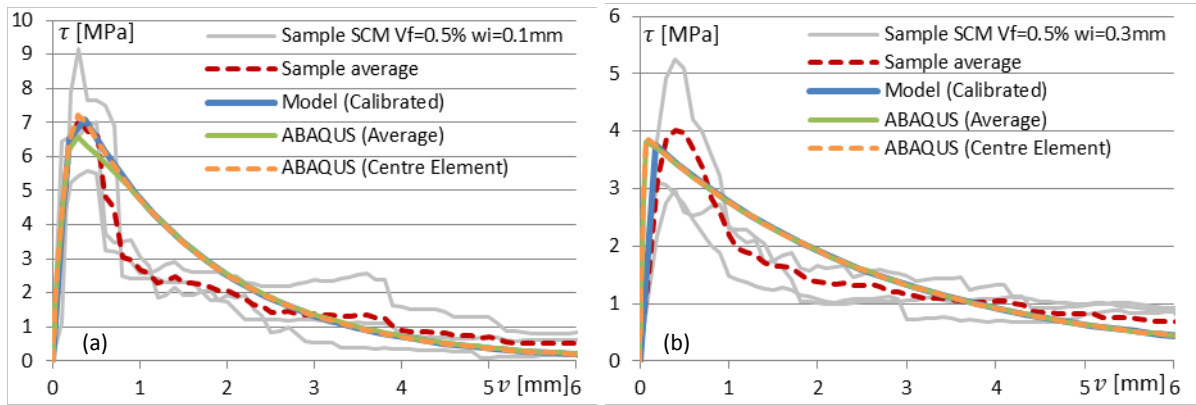 τ [MPa]
10
9
8
7
6
5
4
3
2
1
0
Sample SCM Vf=0.5% wi=0.1mm
Sample average
Model (Calibrated)
ABAQUS (Average)
ABAQUS (Centre Element)
(a)
0 1 2 3 4 5 v [mm] 6
τ [MPa]
6
5
4
3
2
1
0
Sample SCM Vf=0.5% wi=0.3mm
Sample average
Model (Calibrated)
ABAQUS (Average)
ABAQUS (Centre Element)
(b)
0 1 2 3 4 5 v [mm] 6